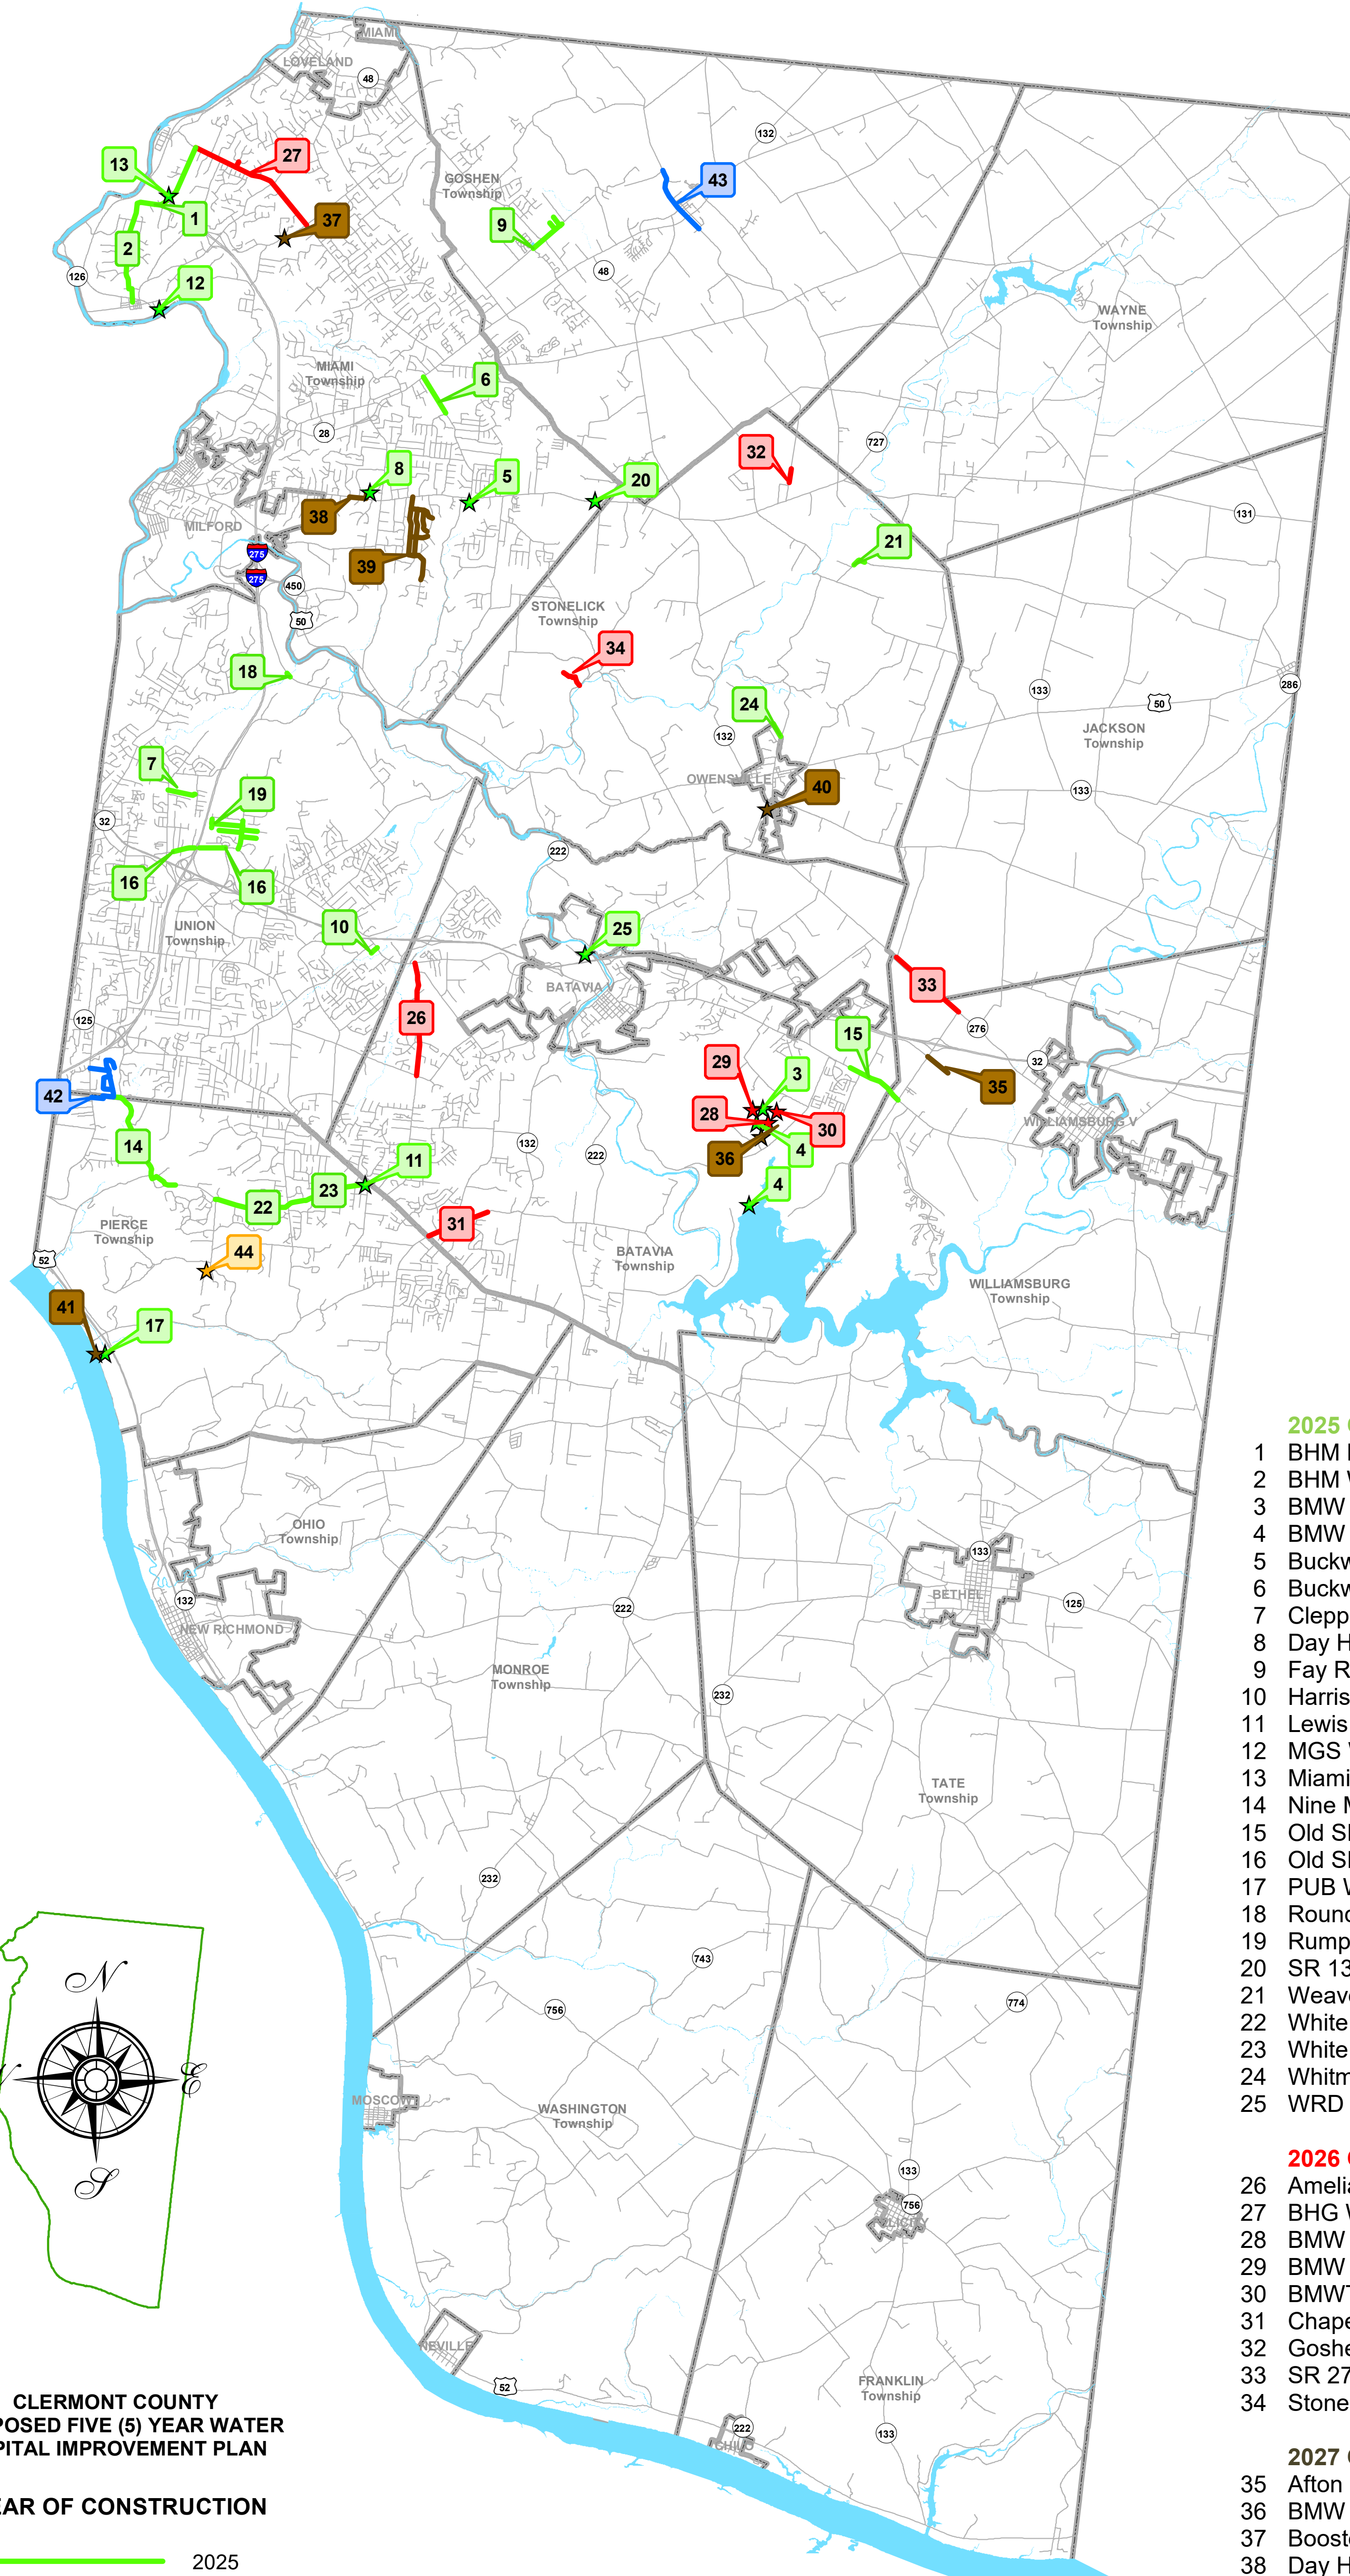 MIAMI
LOVELAND
48
132
13
27
GOSHEN
Township
43
1
37
9
2
126
48
12
WAYNE
Township
MIAMI
Township
6
28
727
32
8
5
20
38
131
MILFORD
275
39
21
275
450
50
STONELICK
Township
34
18
286
133
50
24
132
JACKSON
Township
7
OWENSVILLE
40
133
19
32
222
16
16
UNION
Township
10
25
33
BATAVIA V
26
125
276
15
32
29
3
35
42
28
30
WILLIAMSBURG V
14
132
222
4
36
11
23
4
22
31
PIERCE
Township
44
BATAVIA
Township
52
WILLIAMSBURG
Township
41
17
OHIO
Township
133
BETHEL
132
222
125
NEW RICHMOND
MONROE
Township
232
TATE
Township
232
743
756
774
MOSCOW
WASHINGTON
Township
133
756
NEVILLE
52
FRANKLIN
Township
222
133
CHILO
N
E
S
CLERMONT COUNTY
POSED FIVE (5) YEAR WATER
PITAL IMPROVEMENT PLAN
EAR OF CONSTRUCTION
2025
2025
1 BHM
2 BHM
3 BMW
4 BMW
5 Buckw
6 Buckw
7 Clepp
8 Day H
9 Fay R
10 Harris
11 Lewis
12 MGS
13 Miami
14 Nine
15 Old Sh
16 Old Sh
17 PUB
18 Round
19 Rump
20 SR 13
21 Weave
22 White
23 White
24 Whitm
25 WRD
2026
26 Amelia
27 BHG
28 BMW
29 BMW
30 BMWT
31 Chape
32 Goshe
33 SR 27
34 Stone
2027
35 Afton
36 BMW
37 Booste
38 Day H